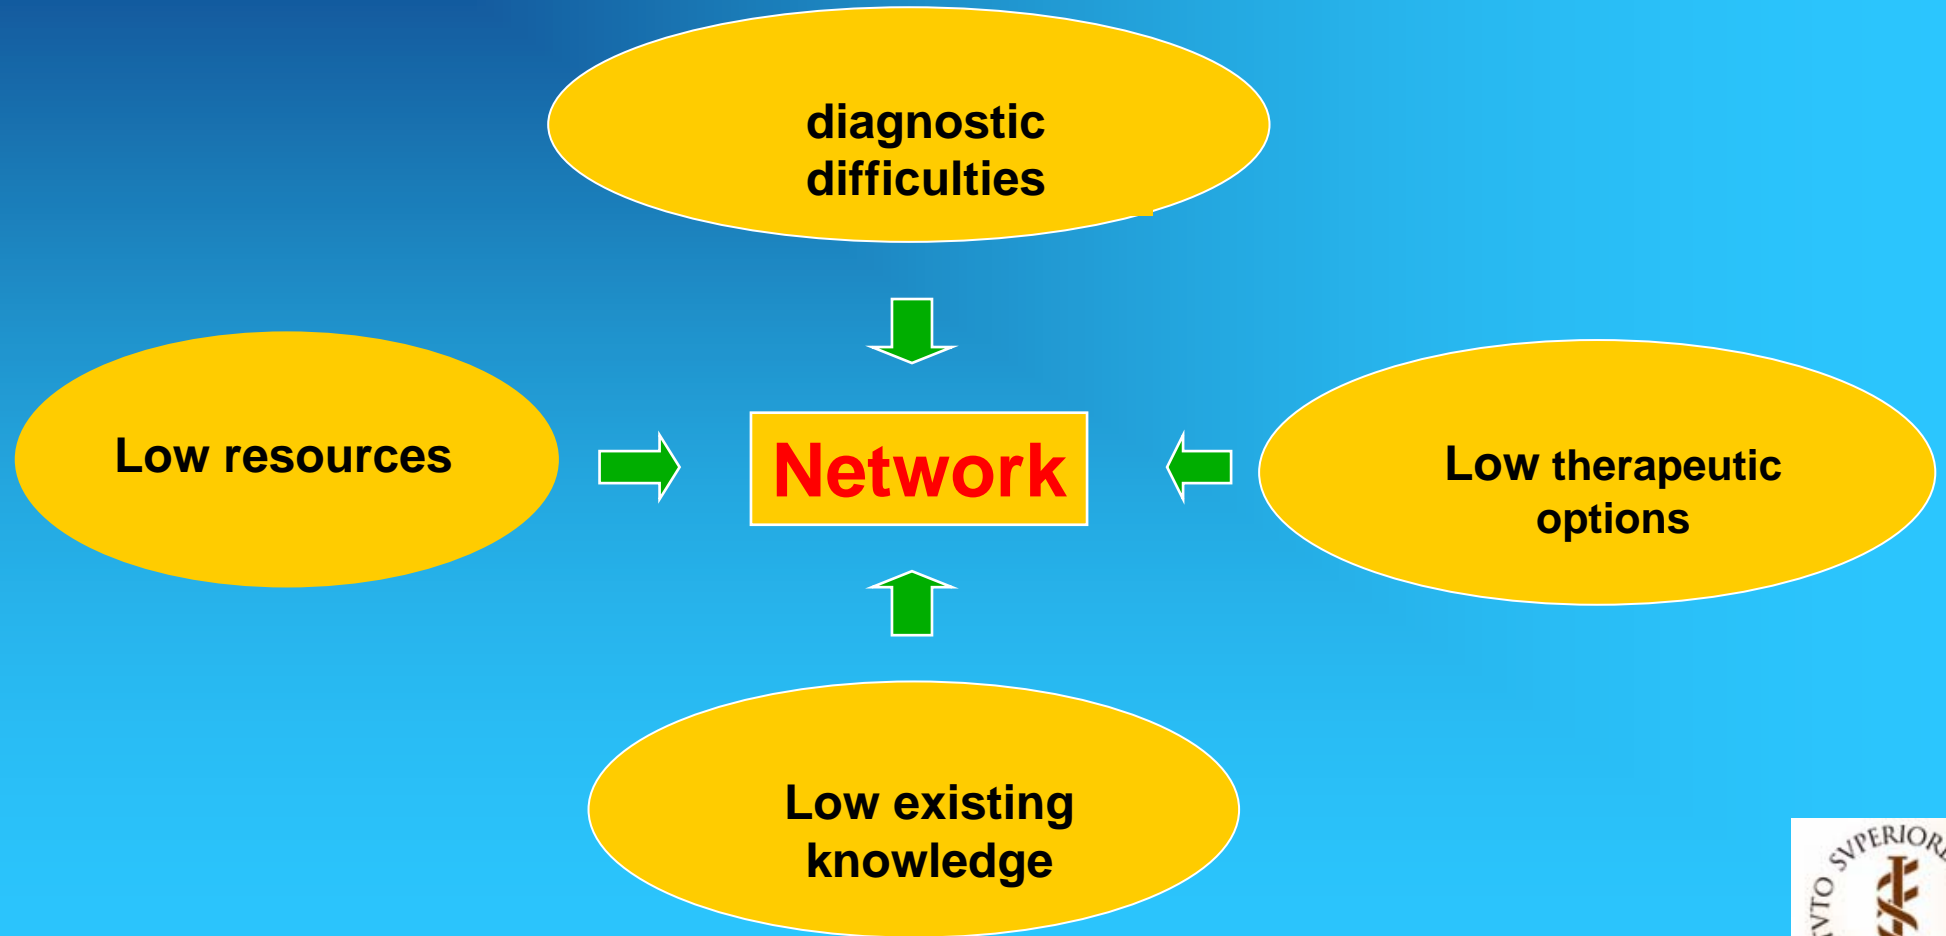 diagnostic
difficulties
Low resources
Network
Low therapeutic
options
Low existing
knowledge
SVPERIOR